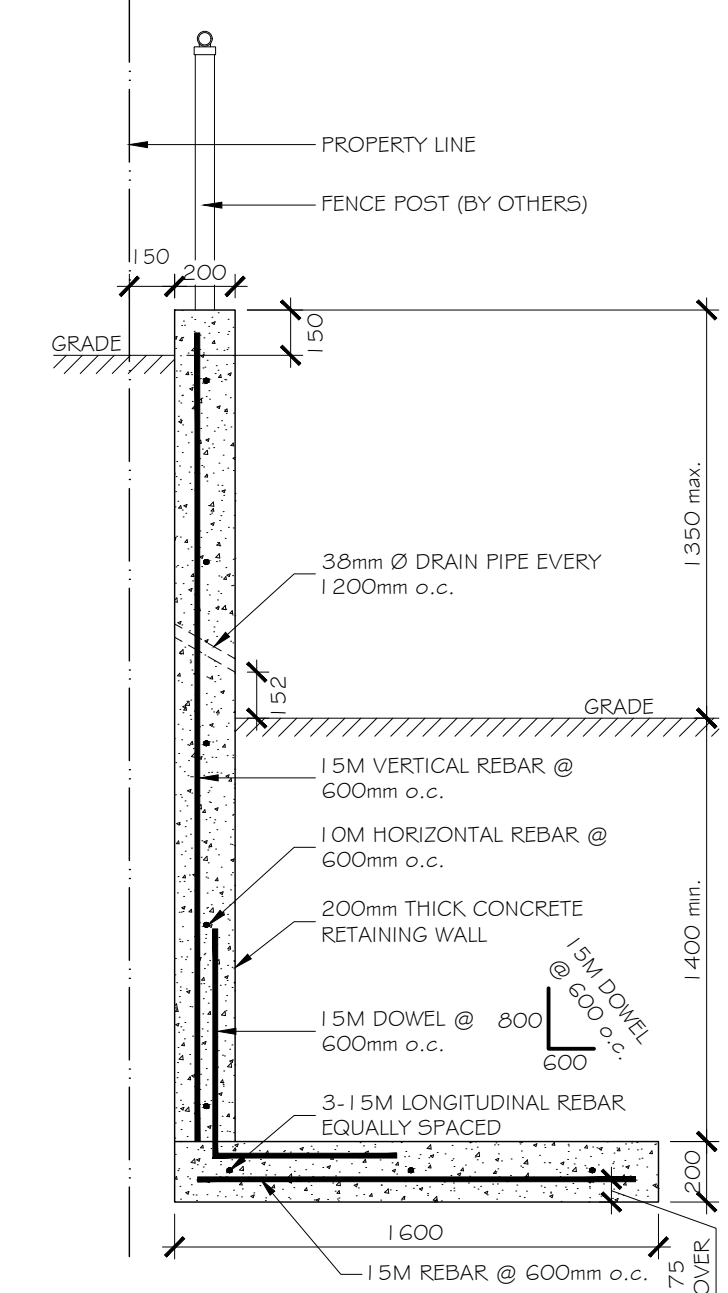 PROPERTY LINE
FENCE POST (BY OTHERS)
150
200
GRADE
150
1350 max.
38mm Ø DRAIN PIPE EVERY
1200mm o.c.
152
GRADE
15M VERTICAL REBAR @
600mm o.c.
10M HORIZONTAL REBAR @
600mm o.c.
200mm THICK CONCRETE
RETAINING WALL
1400 min.
15M DOWEL
@ 600 o.c.
15M DOWEL @
600mm o.c.
800
600
3-15M LONGITUDINAL REBAR
EQUALLY SPACED
200
1600
75
OVER
15M REBAR @ 600mm o.c.